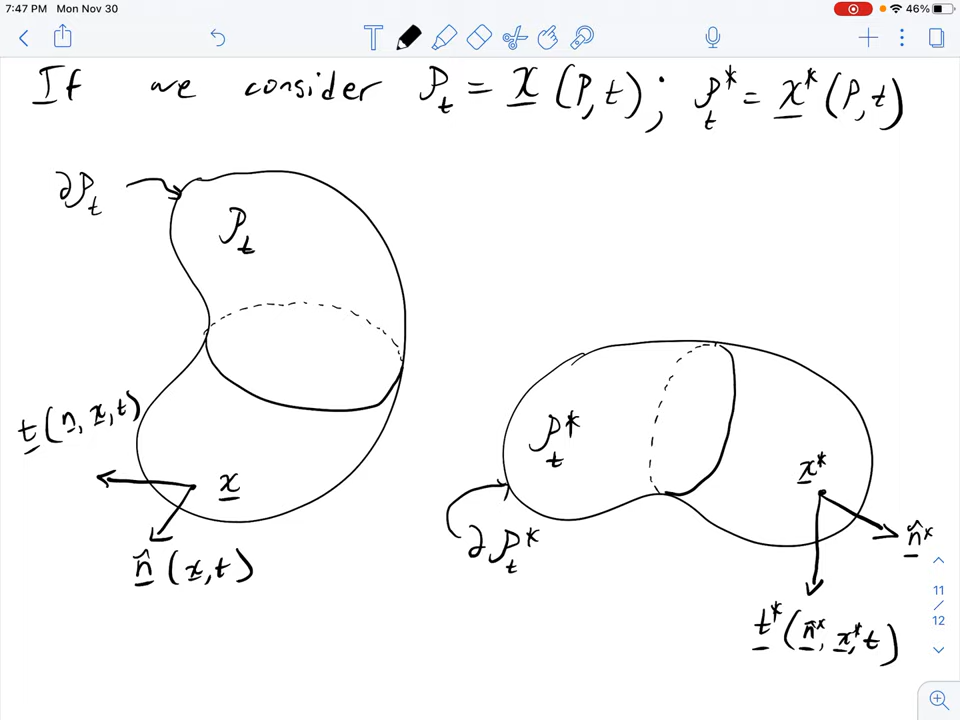 7:47 PM Mon Nov 30
46%
If we consider 𝒫_t = x̲ (P, t) ; 𝒫*_t = x̲* (P, t)
∂𝒫_t
𝒫_t
t̲ (n̲, x̲, t)
x̲
n̲̂ (x̲, t)
𝒫*_t
∂𝒫*_t
x̲*
n̲̂*
t̲* (n̲̂*, x̲*, t)
11
/
12